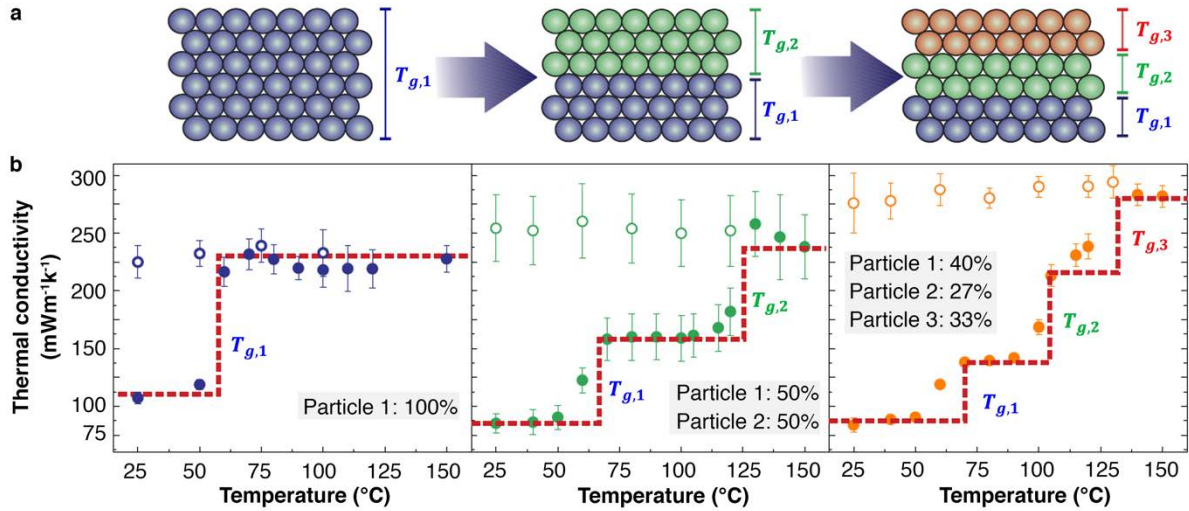 a
T_g,1
T_g,2
T_g,1
T_g,3
T_g,2
T_g,1
b
Thermal conductivity
(mWm⁻¹k⁻¹)
300
250
200
150
100
75
T_g,1
Particle 1: 100%
25 50 75 100 125 150
Temperature (°C)
T_g,2
T_g,1
Particle 1: 50%
Particle 2: 50%
25 50 75 100 125 150
Temperature (°C)
Particle 1: 40%
Particle 2: 27%
Particle 3: 33%
T_g,3
T_g,2
T_g,1
25 50 75 100 125 150
Temperature (°C)